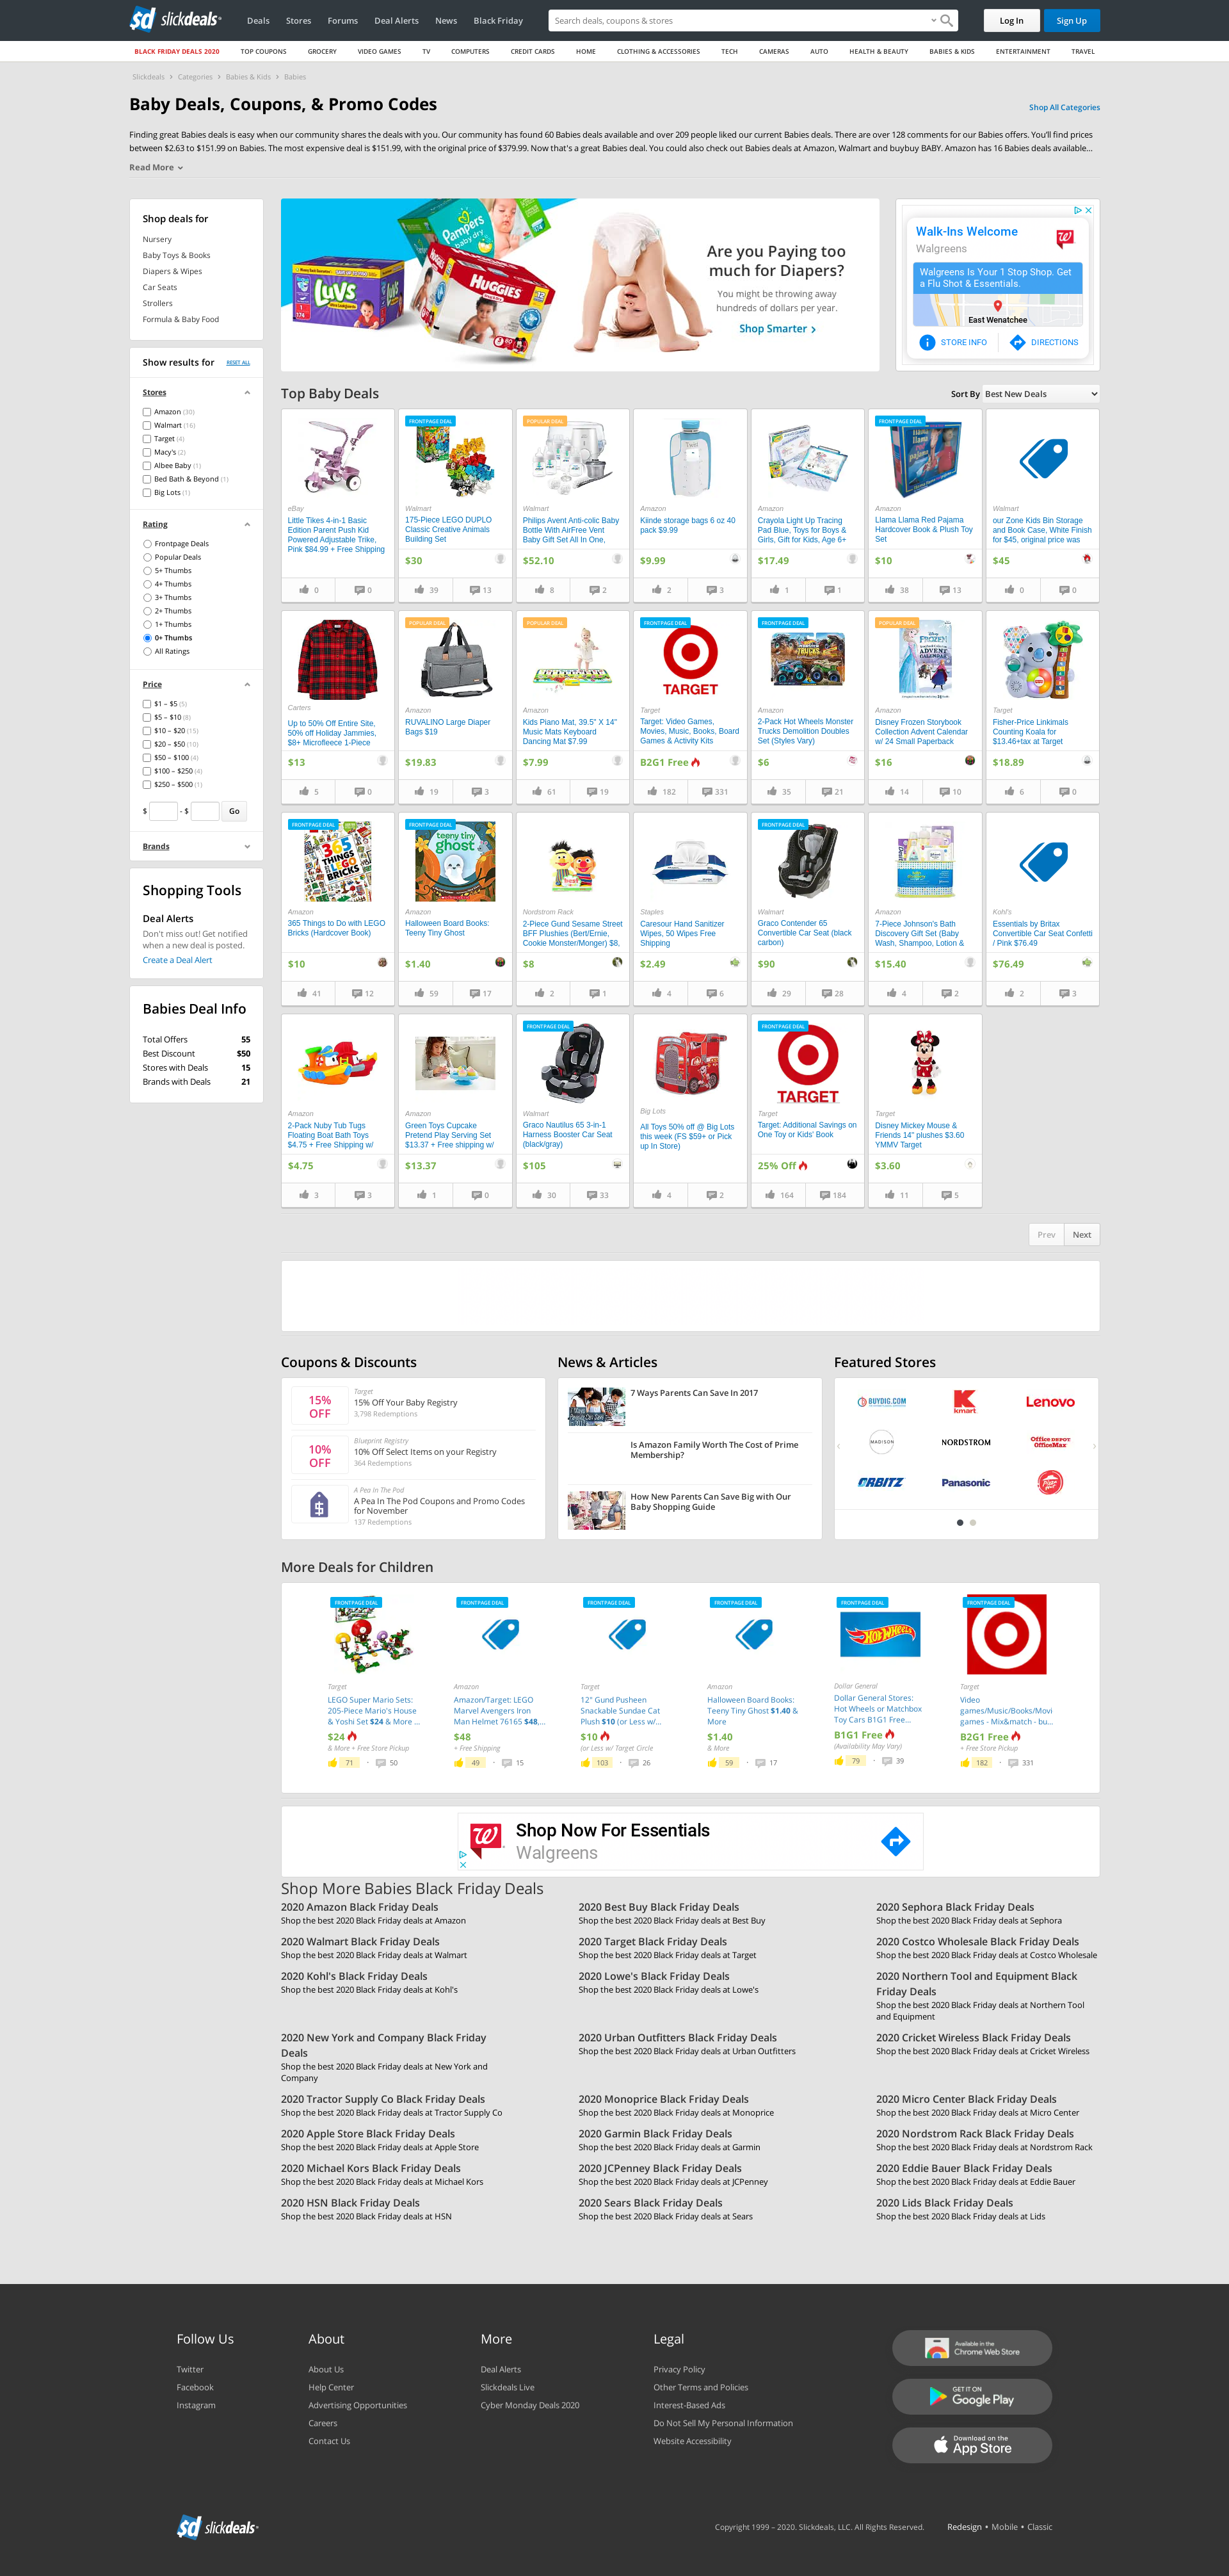 slickdeals
Deals
Stores
Forums
Deal Alerts
News
Black Friday
Search deals, coupons & stores
Log In
Sign Up
BLACK FRIDAY DEALS 2020
TOP COUPONS
GROCERY
VIDEO GAMES
TV
COMPUTERS
CREDIT CARDS
HOME
CLOTHING & ACCESSORIES
TECH
CAMERAS
AUTO
HEALTH & BEAUTY
BABIES & KIDS
ENTERTAINMENT
TRAVEL
Slickdeals > Categories > Babies & Kids > Babies
Baby Deals, Coupons, & Promo Codes
Shop All Categories
Finding great Babies deals is easy when our community shares the deals with you. Our community has found 60 Babies deals available and over 209 people liked our current Babies deals. There are over 128 comments for our Babies offers. You'll find prices
between $2.63 to $151.99 on Babies. The most expensive deal is $151.99, with the original price of $379.99. Now that's a great Babies deal. You could also check out Babies deals at Amazon, Walmart and buybuy BABY. Amazon has 16 Babies deals available...
Read More
Shop deals for
Nursery
Baby Toys & Books
Diapers & Wipes
Car Seats
Strollers
Formula & Baby Food
Show results for
RESET ALL
Stores
Amazon (30)
Walmart (16)
Target (4)
Macy's (2)
Albee Baby (1)
Bed Bath & Beyond (1)
Big Lots (1)
Rating
Frontpage Deals
Popular Deals
5+ Thumbs
4+ Thumbs
3+ Thumbs
2+ Thumbs
1+ Thumbs
0+ Thumbs
All Ratings
Price
$1 – $5 (5)
$5 – $10 (8)
$10 – $20 (15)
$20 – $50 (10)
$50 – $100 (4)
$100 – $250 (4)
$250 – $500 (1)
$ - $ Go
Brands
Shopping Tools
Deal Alerts
Don't miss out! Get notified
when a new deal is posted.
Create a Deal Alert
Babies Deal Info
Total Offers 55
Best Discount $50
Stores with Deals 15
Brands with Deals 21
Pampers
baby dry
Luvs
HUGGIES
Are you Paying too
much for Diapers?
You might be throwing away
hundreds of dollars per year.
Shop Smarter
Walk-Ins Welcome
Walgreens
Walgreens Is Your 1 Stop Shop. Get
a Flu Shot & Essentials.
East Wenatchee
STORE INFO
DIRECTIONS
Top Baby Deals
Sort By Best New Deals
eBay
Little Tikes 4-in-1 Basic
Edition Parent Push Kid
Powered Adjustable Trike,
Pink $84.99 + Free Shipping
0 0
FRONTPAGE DEAL
Walmart
175-Piece LEGO DUPLO
Classic Creative Animals
Building Set
$30
39 13
POPULAR DEAL
Walmart
Philips Avent Anti-colic Baby
Bottle With AirFree Vent
Baby Gift Set All In One,
$52.10
8 2
Amazon
Kiinde storage bags 6 oz 40
pack $9.99
$9.99
2 3
Amazon
Crayola Light Up Tracing
Pad Blue, Toys for Boys &
Girls, Gift for Kids, Age 6+
$17.49
1 1
FRONTPAGE DEAL
Amazon
Llama Llama Red Pajama
Hardcover Book & Plush Toy
Set
$10
38 13
Walmart
our Zone Kids Bin Storage
and Book Case, White Finish
for $45, original price was
$45
0 0
Carters
Up to 50% Off Entire Site,
50% off Holiday Jammies,
$8+ Microfleece 1-Piece
$13
5 0
POPULAR DEAL
Amazon
RUVALINO Large Diaper
Bags $19
$19.83
19 3
POPULAR DEAL
Amazon
Kids Piano Mat, 39.5" X 14"
Music Mats Keyboard
Dancing Mat $7.99
$7.99
61 19
FRONTPAGE DEAL
TARGET
Target
Target: Video Games,
Movies, Music, Books, Board
Games & Activity Kits
B2G1 Free
182 331
FRONTPAGE DEAL
TRUCKS
Amazon
2-Pack Hot Wheels Monster
Trucks Demolition Doubles
Set (Styles Vary)
$6
35 21
POPULAR DEAL
FROZEN
ADVENT
CALENDAR
Amazon
Disney Frozen Storybook
Collection Advent Calendar
w/ 24 Small Paperback
$16
14 10
Target
Fisher-Price Linkimals
Counting Koala for
$13.46+tax at Target
$18.89
6 0
FRONTPAGE DEAL
365
THINGS
TO DO
WITH
LEGO
BRICKS
Amazon
365 Things to Do with LEGO
Bricks (Hardcover Book)
$10
41 12
FRONTPAGE DEAL
teeny tiny
ghost
Amazon
Halloween Board Books:
Teeny Tiny Ghost
$1.40
59 17
Nordstrom Rack
2-Piece Gund Sesame Street
BFF Plushies (Bert/Ernie,
Cookie Monster/Monger) $8,
$8
2 1
Staples
Caresour Hand Sanitizer
Wipes, 50 Wipes Free
Shipping
$2.49
4 6
FRONTPAGE DEAL
Walmart
Graco Contender 65
Convertible Car Seat (black
carbon)
$90
29 28
Amazon
7-Piece Johnson's Bath
Discovery Gift Set (Baby
Wash, Shampoo, Lotion &
$15.40
4 2
Kohl's
Essentials by Britax
Convertible Car Seat Confetti
/ Pink $76.49
$76.49
2 3
Amazon
2-Pack Nuby Tub Tugs
Floating Boat Bath Toys
$4.75 + Free Shipping w/
$4.75
3 3
Amazon
Green Toys Cupcake
Pretend Play Serving Set
$13.37 + Free shipping w/
$13.37
1 0
FRONTPAGE DEAL
Walmart
Graco Nautilus 65 3-in-1
Harness Booster Car Seat
(black/gray)
$105
30 33
Big Lots
All Toys 50% off @ Big Lots
this week (FS $59+ or Pick
up In Store)
4 2
FRONTPAGE DEAL
TARGET
Target
Target: Additional Savings on
One Toy or Kids' Book
25% Off
164 184
Target
Disney Mickey Mouse &
Friends 14" plushes $3.60
YMMV Target
$3.60
11 5
Prev Next
Coupons & Discounts
15%
OFF
Target
15% Off Your Baby Registry
3,798 Redemptions
10%
OFF
Blueprint Registry
10% Off Select Items on your Registry
364 Redemptions
A Pea In The Pod
A Pea In The Pod Coupons and Promo Codes
for November
137 Redemptions
News & Articles
7 Ways Parents Can Save In 2017
Is Amazon Family Worth The Cost of Prime
Membership?
How New Parents Can Save Big with Our
Baby Shopping Guide
Featured Stores
BUYDIG.COM
kmart
Lenovo
MADISON
NORDSTROM
Office DEPOT
OfficeMax
ORBITZ
Panasonic
More Deals for Children
FRONTPAGE DEAL
Target
LEGO Super Mario Sets:
205-Piece Mario's House
& Yoshi Set $24 & More ...
$24
& More + Free Store Pickup
71 · 50
FRONTPAGE DEAL
Amazon
Amazon/Target: LEGO
Marvel Avengers Iron
Man Helmet 76165 $48,...
$48
+ Free Shipping
49 · 15
FRONTPAGE DEAL
Target
12" Gund Pusheen
Snackable Sundae Cat
Plush $10 (or Less w/...
$10
(or Less w/ Target Circle
103 · 26
FRONTPAGE DEAL
Amazon
Halloween Board Books:
Teeny Tiny Ghost $1.40 &
More
$1.40
& More
59 · 17
FRONTPAGE DEAL
HOT WHEELS
Dollar General
Dollar General Stores:
Hot Wheels or Matchbox
Toy Cars B1G1 Free...
B1G1 Free
(Availability May Vary)
79 · 39
FRONTPAGE DEAL
Target
Video
games/Music/Books/Movi
games - Mix&match - bu...
B2G1 Free
+ Free Store Pickup
182 · 331
Shop Now For Essentials
Walgreens
Shop More Babies Black Friday Deals
2020 Amazon Black Friday Deals
Shop the best 2020 Black Friday deals at Amazon
2020 Best Buy Black Friday Deals
Shop the best 2020 Black Friday deals at Best Buy
2020 Sephora Black Friday Deals
Shop the best 2020 Black Friday deals at Sephora
2020 Walmart Black Friday Deals
Shop the best 2020 Black Friday deals at Walmart
2020 Target Black Friday Deals
Shop the best 2020 Black Friday deals at Target
2020 Costco Wholesale Black Friday Deals
Shop the best 2020 Black Friday deals at Costco Wholesale
2020 Kohl's Black Friday Deals
Shop the best 2020 Black Friday deals at Kohl's
2020 Lowe's Black Friday Deals
Shop the best 2020 Black Friday deals at Lowe's
2020 Northern Tool and Equipment Black
Friday Deals
Shop the best 2020 Black Friday deals at Northern Tool
and Equipment
2020 New York and Company Black Friday
Deals
Shop the best 2020 Black Friday deals at New York and
Company
2020 Urban Outfitters Black Friday Deals
Shop the best 2020 Black Friday deals at Urban Outfitters
2020 Cricket Wireless Black Friday Deals
Shop the best 2020 Black Friday deals at Cricket Wireless
2020 Tractor Supply Co Black Friday Deals
Shop the best 2020 Black Friday deals at Tractor Supply Co
2020 Monoprice Black Friday Deals
Shop the best 2020 Black Friday deals at Monoprice
2020 Micro Center Black Friday Deals
Shop the best 2020 Black Friday deals at Micro Center
2020 Apple Store Black Friday Deals
Shop the best 2020 Black Friday deals at Apple Store
2020 Garmin Black Friday Deals
Shop the best 2020 Black Friday deals at Garmin
2020 Nordstrom Rack Black Friday Deals
Shop the best 2020 Black Friday deals at Nordstrom Rack
2020 Michael Kors Black Friday Deals
Shop the best 2020 Black Friday deals at Michael Kors
2020 JCPenney Black Friday Deals
Shop the best 2020 Black Friday deals at JCPenney
2020 Eddie Bauer Black Friday Deals
Shop the best 2020 Black Friday deals at Eddie Bauer
2020 HSN Black Friday Deals
Shop the best 2020 Black Friday deals at HSN
2020 Sears Black Friday Deals
Shop the best 2020 Black Friday deals at Sears
2020 Lids Black Friday Deals
Shop the best 2020 Black Friday deals at Lids
Follow Us
Twitter
Facebook
Instagram
About
About Us
Help Center
Advertising Opportunities
Careers
Contact Us
More
Deal Alerts
Slickdeals Live
Cyber Monday Deals 2020
Legal
Privacy Policy
Other Terms and Policies
Interest-Based Ads
Do Not Sell My Personal Information
Website Accessibility
Available in the
Chrome Web Store
GET IT ON
Google Play
Download on the
App Store
slickdeals
Copyright 1999 – 2020. Slickdeals, LLC. All Rights Reserved.
Redesign • Mobile • Classic